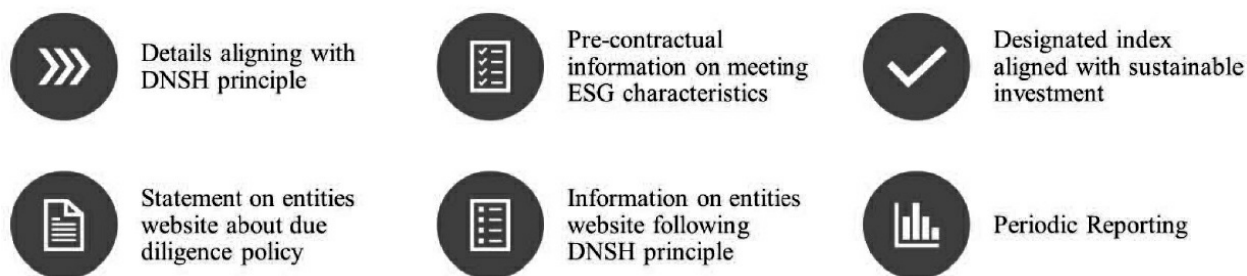 Details aligning with
DNSH principle
Pre-contractual
information on meeting
ESG characteristics
Designated index
aligned with sustainable
investment
Statement on entities
website about due
diligence policy
Information on entities
website following
DNSH principle
Periodic Reporting